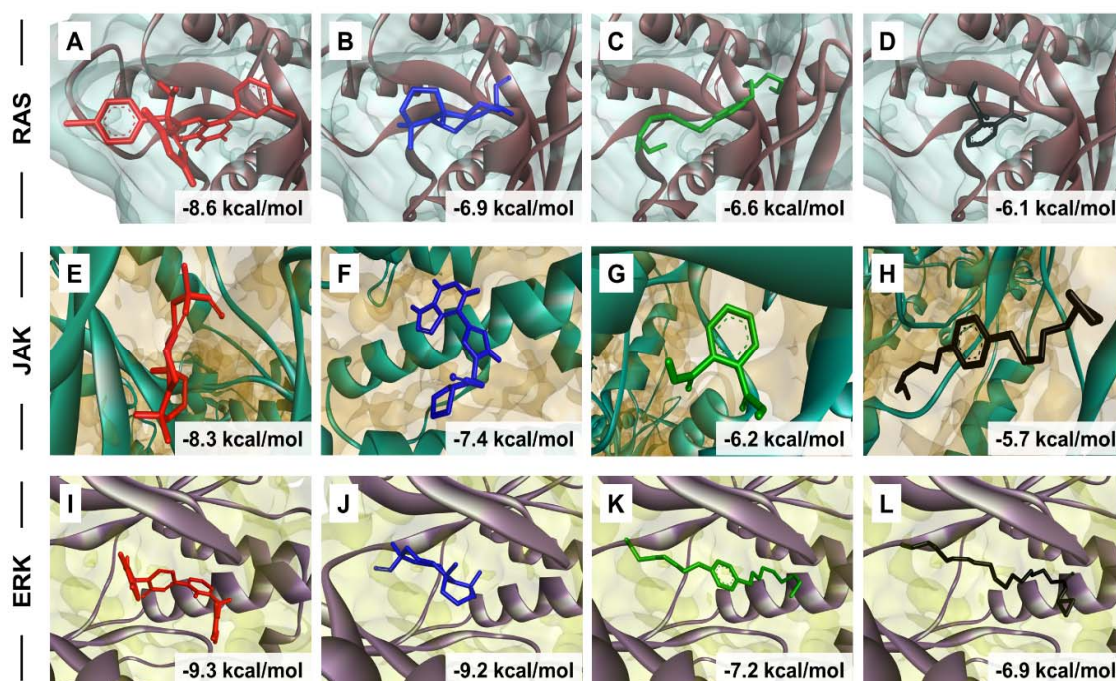 RAS
A
B
C
D
-8.6 kcal/mol
-6.9 kcal/mol
-6.6 kcal/mol
-6.1 kcal/mol
JAK
E
F
G
H
-8.3 kcal/mol
-7.4 kcal/mol
-6.2 kcal/mol
-5.7 kcal/mol
ERK
I
J
K
L
-9.3 kcal/mol
-9.2 kcal/mol
-7.2 kcal/mol
-6.9 kcal/mol